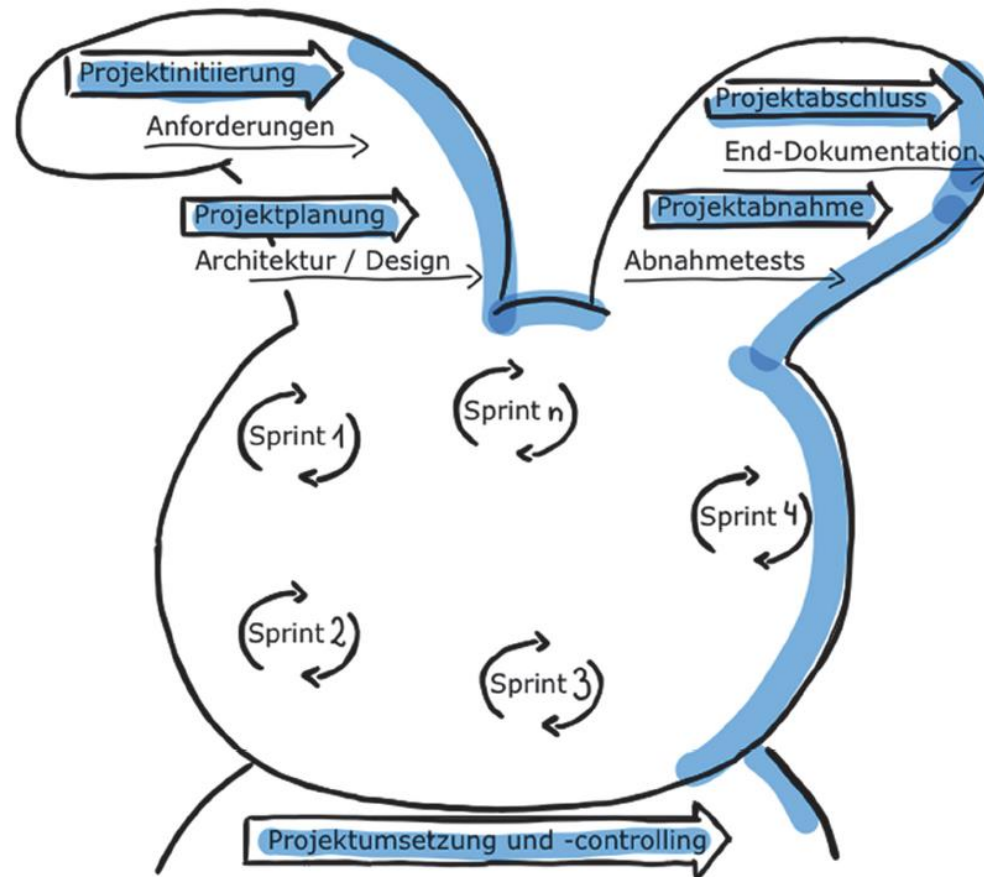 Projektinitiierung
Anforderungen
Projektplanung
Architektur / Design
Projektabschluss
End-Dokumentation
Projektabnahme
Abnahmetests
Sprint 1
Sprint 2
Sprint 3
Sprint 4
Sprint n
Projektumsetzung und -controlling